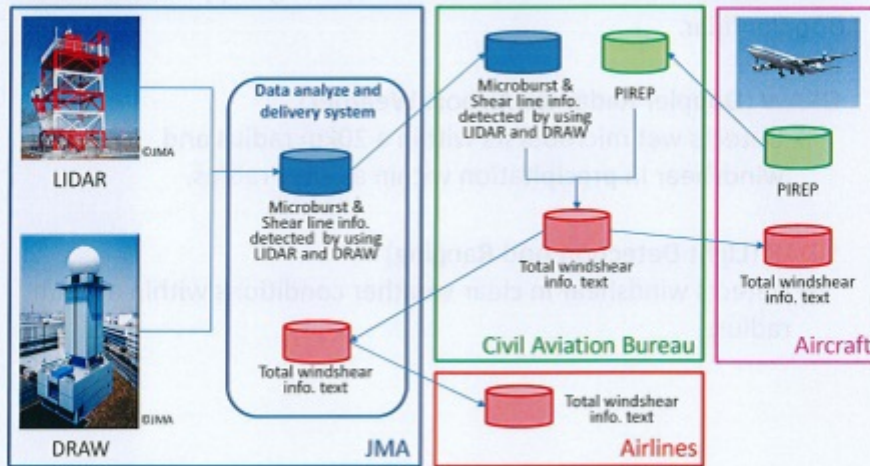 ©JMA
LIDAR
©JMA
DRAW
Data analyze and
delivery system
Microburst &
Shear line info.
detected by using
LIDAR and DRAW
Total windshear
info. text
JMA
Microburst &
Shear line info.
detected by using
LIDAR and DRAW
PIREP
Total windshear
info. text
Civil Aviation Bureau
PIREP
Total windshear
info. text
Aircraft
Total windshear
info. text
Airlines